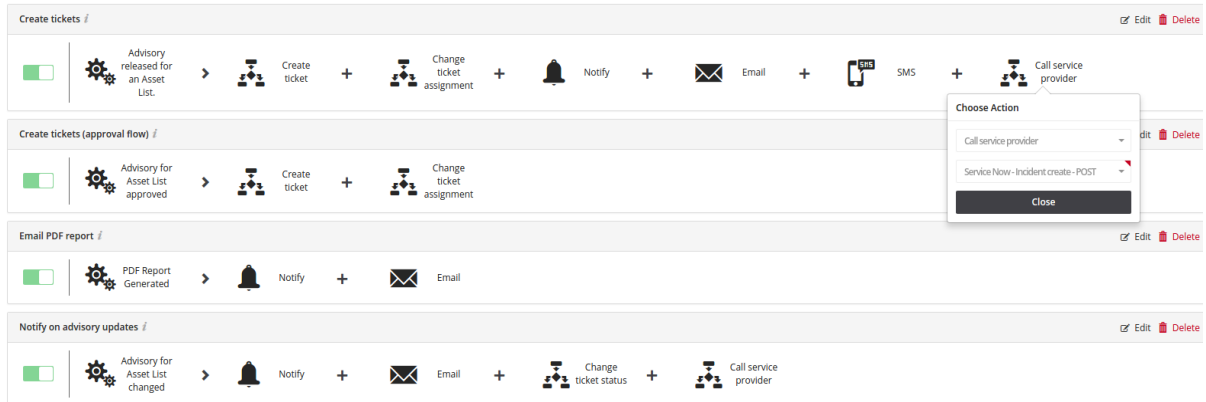 Create tickets i
Edit Delete
Advisory
released for
an Asset
List.
Create
ticket
Change
ticket
assignment
Notify
Email
SMS
SMS
Call service
provider
Choose Action
Call service provider
Service Now - Incident create - POST
Close
Create tickets (approval flow) i
dit Delete
Advisory for
Asset List
approved
Create
ticket
Change
ticket
assignment
Email PDF report i
Edit Delete
PDF Report
Generated
Notify
Email
Notify on advisory updates i
Edit Delete
Advisory for
Asset List
changed
Notify
Email
Change
ticket status
Call service
provider